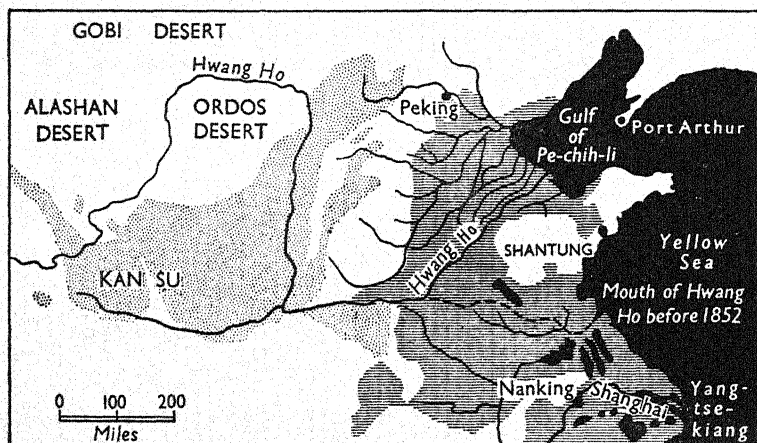 GOBI DESERT
Hwang Ho
ALASHAN
DESERT
ORDOS
DESERT
Peking
Gulf
of
Pe-chih-li
Port Arthur
Hwang Ho
SHANTUNG
Yellow
Sea
KAN SU
Mouth of Hwang
Ho before 1852
0 100 200
Miles
Nanking
Shanghai
Yang-
tse-
kiang